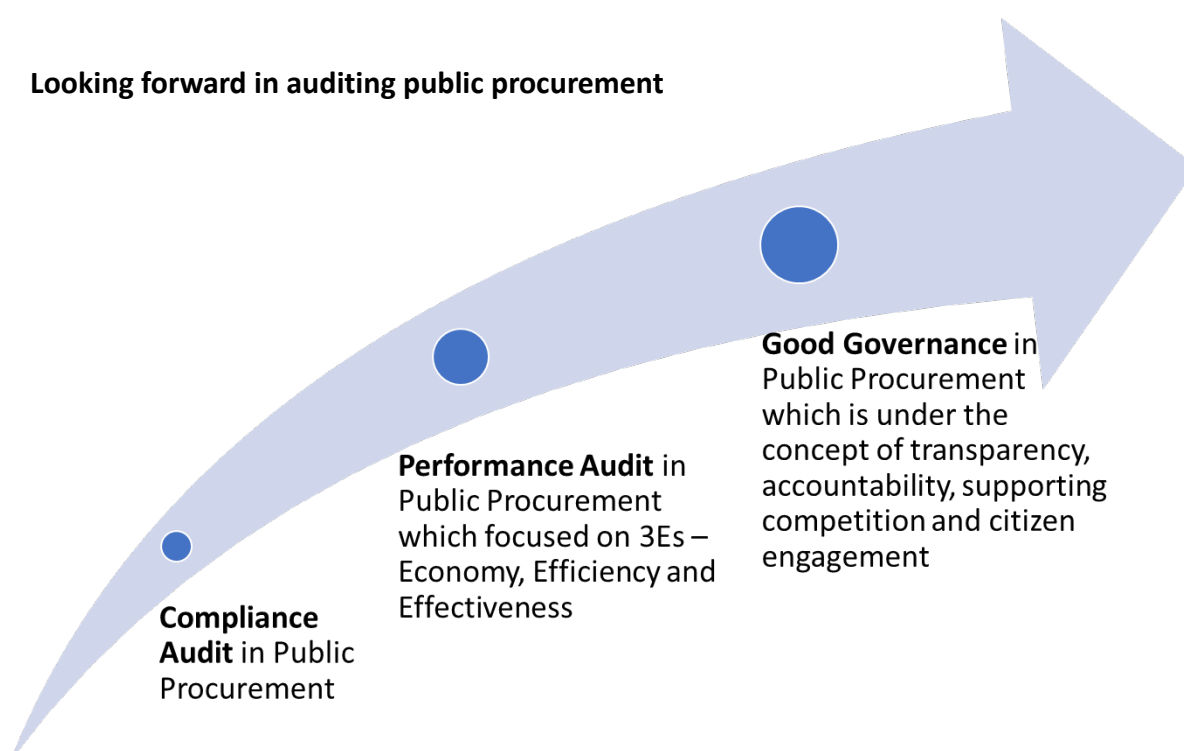 Looking forward in auditing public procurement
Good Governance in
Public Procurement
which is under the
concept of transparency,
accountability, supporting
competition and citizen
engagement
Performance Audit in
Public Procurement
which focused on 3Es –
Economy, Efficiency and
Effectiveness
Compliance
Audit in Public
Procurement